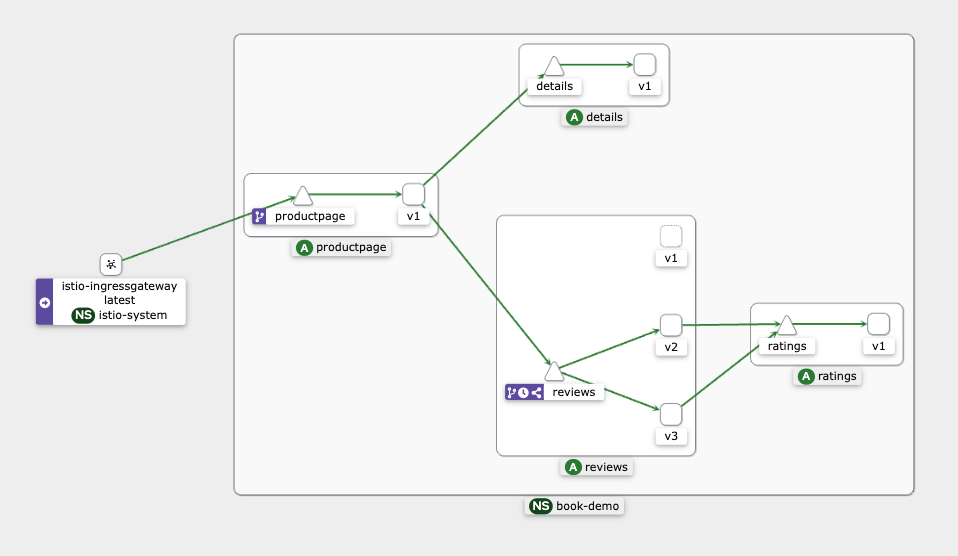 details
v1
A details
productpage
v1
A productpage
istio-ingressgateway
latest
NS istio-system
v1
v2
reviews
v3
A reviews
ratings
v1
A ratings
NS book-demo